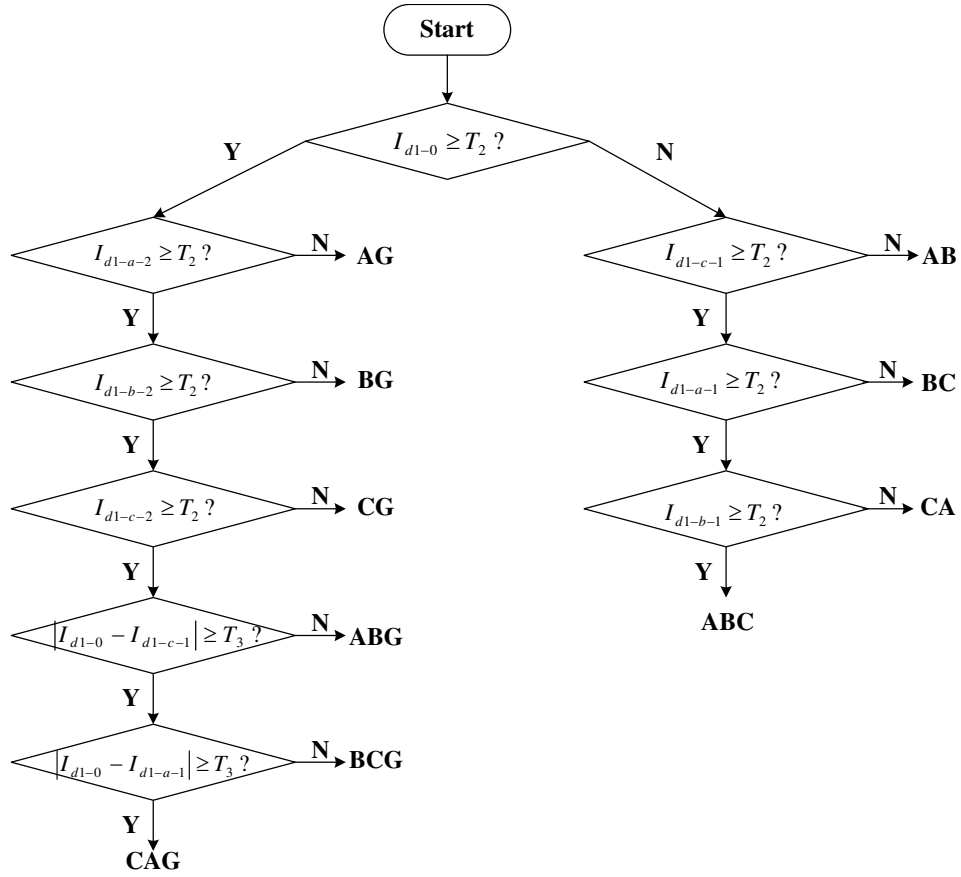 Start
I_{d1-0} ≥ T_2 ?
Y
N
I_{d1-a-2} ≥ T_2 ?
N
AG
I_{d1-c-1} ≥ T_2 ?
N
AB
Y
Y
I_{d1-b-2} ≥ T_2 ?
N
BG
I_{d1-a-1} ≥ T_2 ?
N
BC
Y
Y
I_{d1-c-2} ≥ T_2 ?
N
CG
I_{d1-b-1} ≥ T_2 ?
N
CA
Y
Y
|I_{d1-0} - I_{d1-c-1}| ≥ T_3 ?
N
ABG
ABC
Y
|I_{d1-0} - I_{d1-a-1}| ≥ T_3 ?
N
BCG
Y
CAG